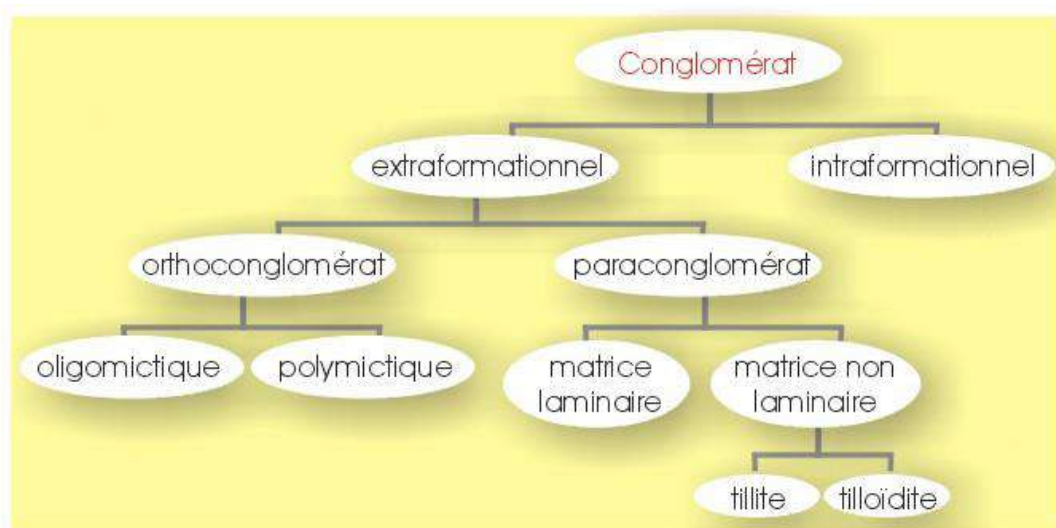 Conglomérat
extraformationnel
intraformationnel
orthoconglomérat
paraconglomérat
oligomictique
polymictique
matrice
laminaire
matrice non
laminaire
tillite
tilloïdite